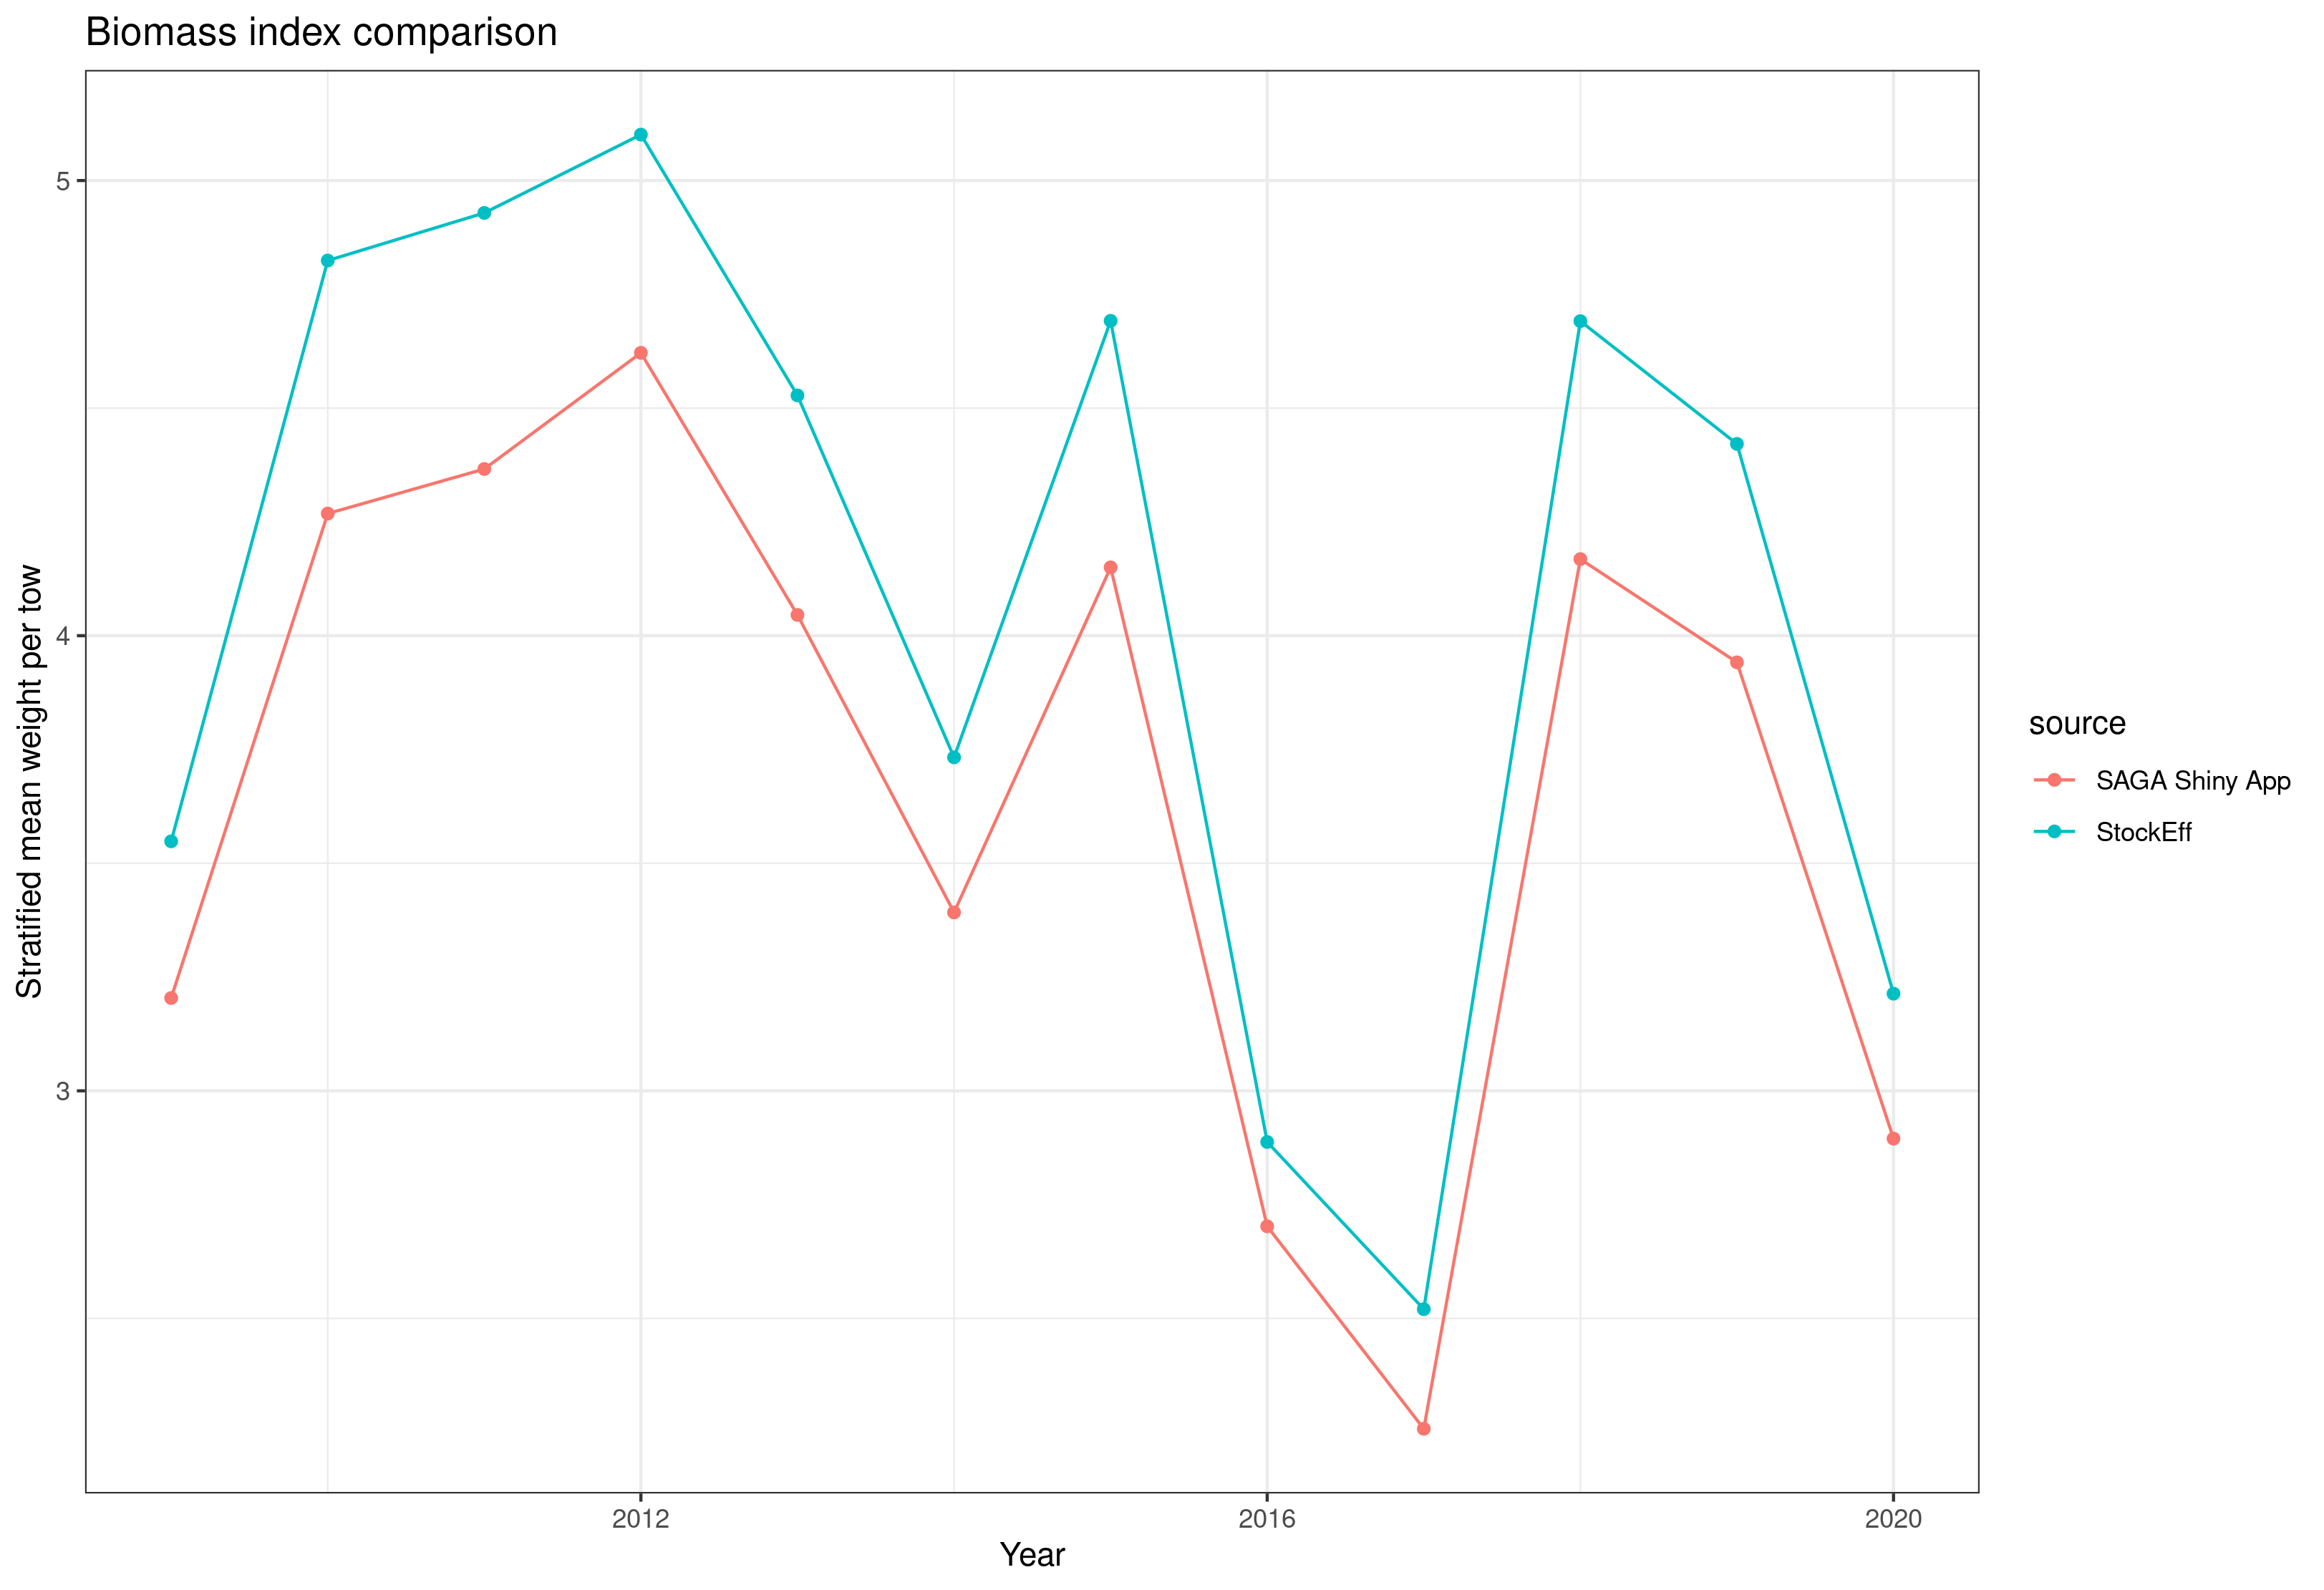 Biomass index comparison
Stratified mean weight per tow
5
4
3
2012
2016
2020
Year
source
SAGA Shiny App
StockEff